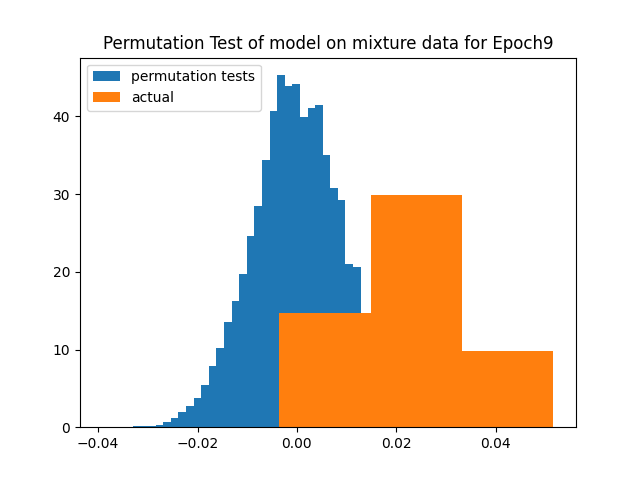 Permutation Test of model on mixture data for Epoch9
permutation tests
actual
40
30
20
10
0
−0.04 −0.02 0.00 0.02 0.04